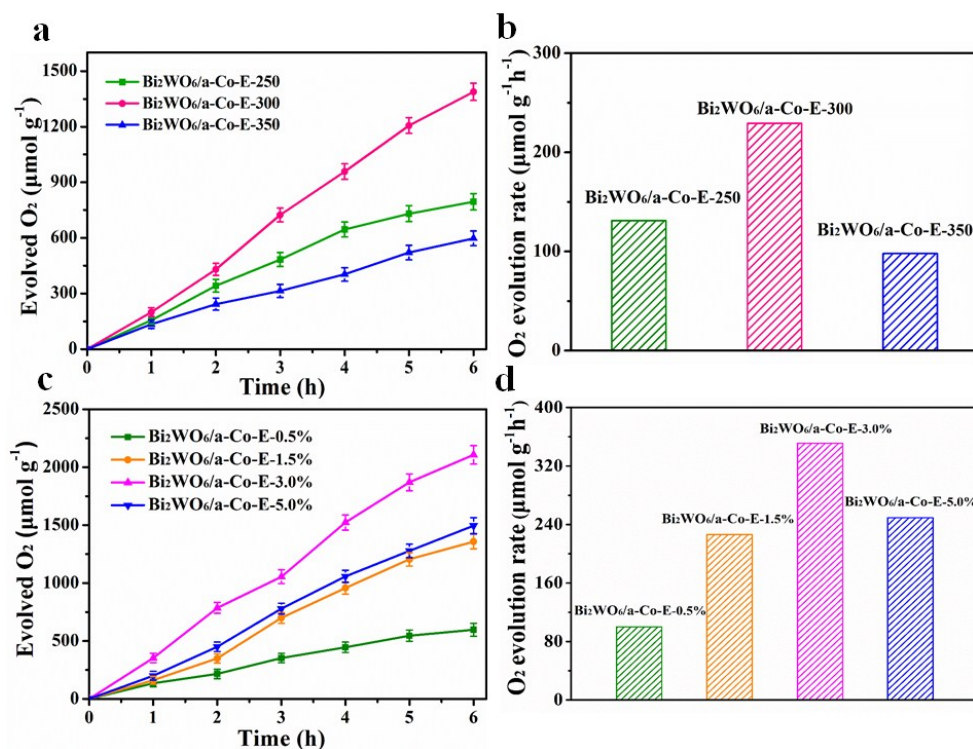 a
Evolved O₂ (μmol g⁻¹)
1500
1200
900
600
300
0
Bi₂WO₆/a-Co-E-250
Bi₂WO₆/a-Co-E-300
Bi₂WO₆/a-Co-E-350
0 1 2 3 4 5 6
Time (h)
b
O₂ evolution rate (μmol g⁻¹h⁻¹)
300
200
100
0
Bi₂WO₆/a-Co-E-250
Bi₂WO₆/a-Co-E-300
Bi₂WO₆/a-Co-E-350
c
Evolved O₂ (μmol g⁻¹)
2500
2000
1500
1000
500
0
Bi₂WO₆/a-Co-E-0.5%
Bi₂WO₆/a-Co-E-1.5%
Bi₂WO₆/a-Co-E-3.0%
Bi₂WO₆/a-Co-E-5.0%
0 1 2 3 4 5 6
Time (h)
d
O₂ evolution rate (μmol g⁻¹h⁻¹)
400
360
240
160
80
0
Bi₂WO₆/a-Co-E-0.5%
Bi₂WO₆/a-Co-E-1.5%
Bi₂WO₆/a-Co-E-3.0%
Bi₂WO₆/a-Co-E-5.0%